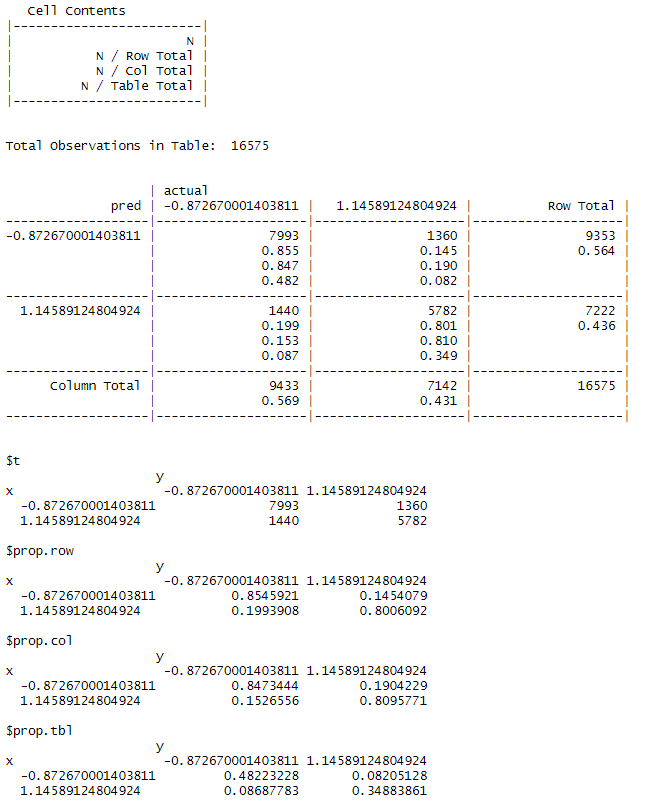 Cell Contents
|-------------------------|
|                       N |
|           N / Row Total |
|           N / Col Total |
|         N / Table Total |
|-------------------------|
Total Observations in Table:  16575
                   | actual
              pred | -0.872670001403811 |   1.14589124804924 |          Row Total |
-------------------|--------------------|--------------------|--------------------|
-0.872670001403811 |               7993 |               1360 |               9353 |
                   |              0.855 |              0.145 |              0.564 |
                   |              0.847 |              0.190 |                    |
                   |              0.482 |              0.082 |                    |
-------------------|--------------------|--------------------|--------------------|
  1.14589124804924 |               1440 |               5782 |               7222 |
                   |              0.199 |              0.801 |              0.436 |
                   |              0.153 |              0.810 |                    |
                   |              0.087 |              0.349 |                    |
-------------------|--------------------|--------------------|--------------------|
      Column Total |               9433 |               7142 |              16575 |
                   |              0.569 |              0.431 |                    |
-------------------|--------------------|--------------------|--------------------|
$t
                    y
x                    -0.872670001403811 1.14589124804924
  -0.872670001403811               7993             1360
  1.14589124804924                 1440             5782
$prop.row
                    y
x                    -0.872670001403811 1.14589124804924
  -0.872670001403811          0.8545921        0.1454079
  1.14589124804924            0.1993908        0.8006092
$prop.col
                    y
x                    -0.872670001403811 1.14589124804924
  -0.872670001403811          0.8473444        0.1904229
  1.14589124804924            0.1526556        0.8095771
$prop.tbl
                    y
x                    -0.872670001403811 1.14589124804924
  -0.872670001403811         0.48223228       0.08205128
  1.14589124804924           0.08687783       0.34883861